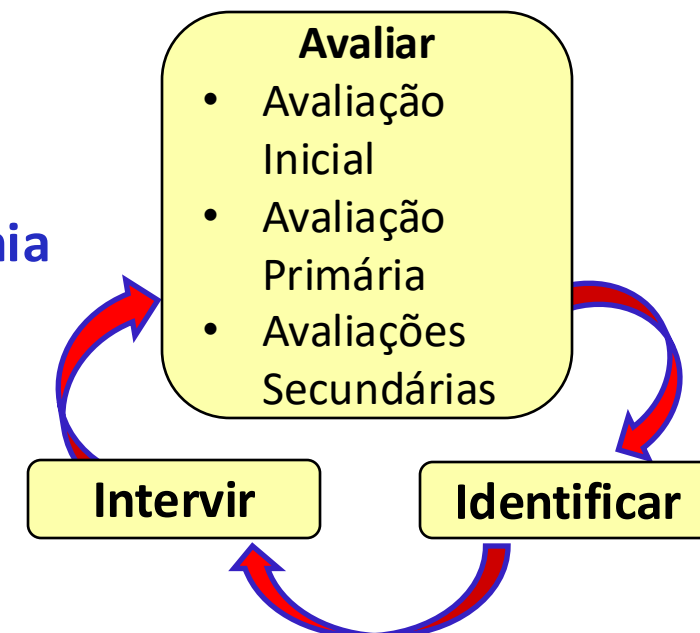 Avaliar
• Avaliação
Inicial
• Avaliação
Primária
• Avaliações
Secundárias
Intervir
Identificar